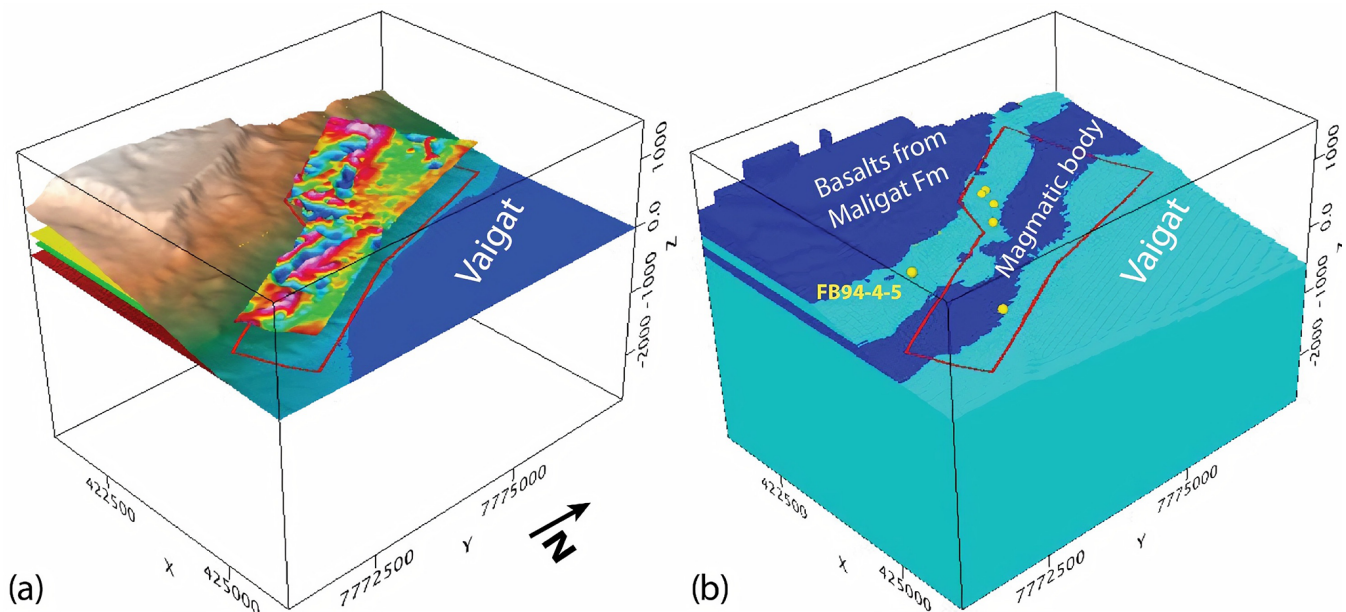 1000
0.0
-1000
-2000
Z
Vaigat
422500
X
425000
7775000
Y
7772500
N
(a)
Basalts from
Maligat Fm
Magmatic body
Vaigat
FB94-4-5
1000
0.0
-1000
-2000
422500
X
425000
7775000
Y
7772500
(b)